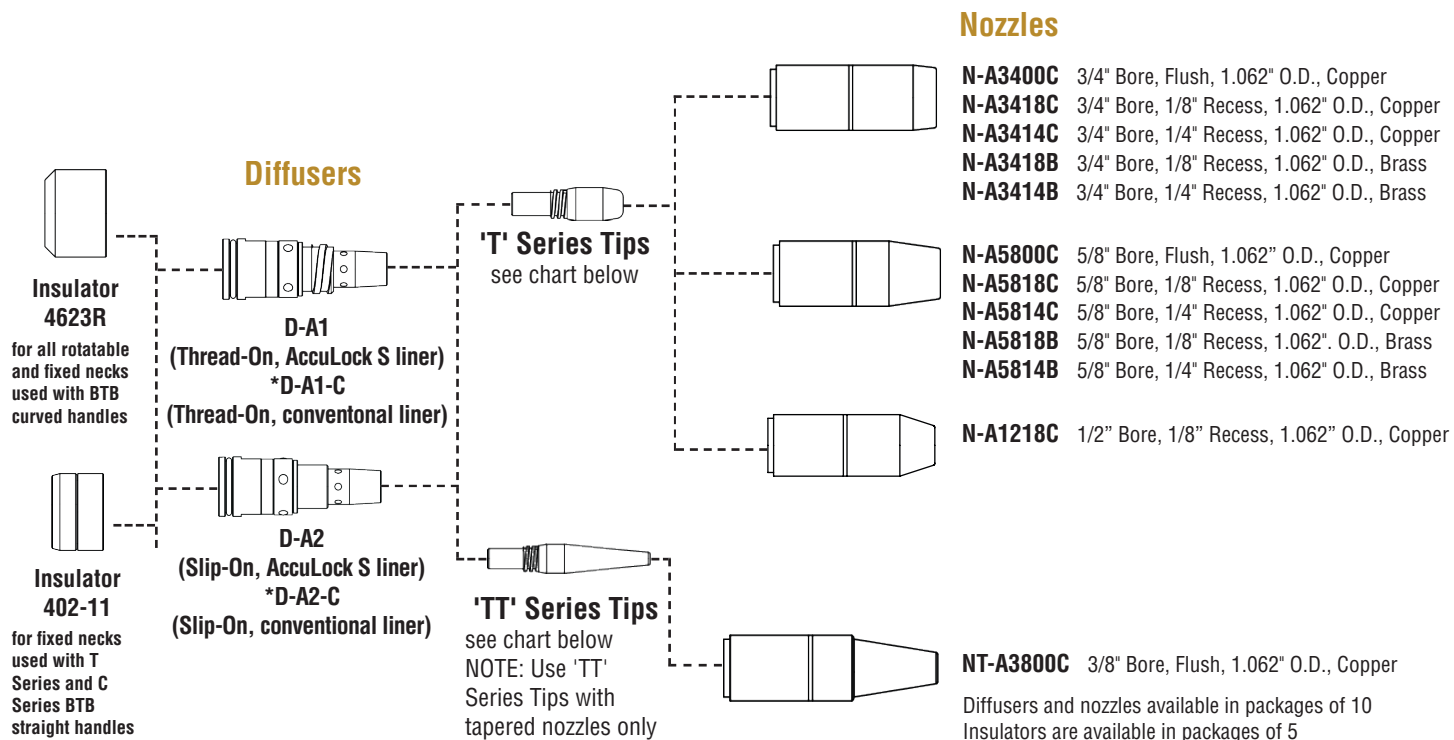 Nozzles
N-A3400C 3/4" Bore, Flush, 1.062" O.D., Copper
N-A3418C 3/4" Bore, 1/8" Recess, 1.062" O.D., Copper
N-A3414C 3/4" Bore, 1/4" Recess, 1.062" O.D., Copper
N-A3418B 3/4" Bore, 1/8" Recess, 1.062" O.D., Brass
N-A3414B 3/4" Bore, 1/4" Recess, 1.062" O.D., Brass
N-A5800C 5/8" Bore, Flush, 1.062” O.D., Copper
N-A5818C 5/8" Bore, 1/8" Recess, 1.062" O.D., Copper
N-A5814C 5/8" Bore, 1/4" Recess, 1.062" O.D., Copper
N-A5818B 5/8" Bore, 1/8" Recess, 1.062". O.D., Brass
N-A5814B 5/8" Bore, 1/4" Recess, 1.062" O.D., Brass
N-A1218C 1/2” Bore, 1/8” Recess, 1.062” O.D., Copper
Diffusers
Insulator
4623R
for all rotatable
and fixed necks
used with BTB
curved handles
D-A1
(Thread-On, AccuLock S liner)
*D-A1-C
(Thread-On, conventonal liner)
'T' Series Tips
see chart below
Insulator
402-11
for fixed necks
used with T
Series and C
Series BTB
straight handles
D-A2
(Slip-On, AccuLock S liner)
*D-A2-C
(Slip-On, conventional liner)
'TT' Series Tips
see chart below
NOTE: Use 'TT'
Series Tips with
tapered nozzles only
NT-A3800C 3/8" Bore, Flush, 1.062" O.D., Copper
Diffusers and nozzles available in packages of 10
Insulators are available in packages of 5